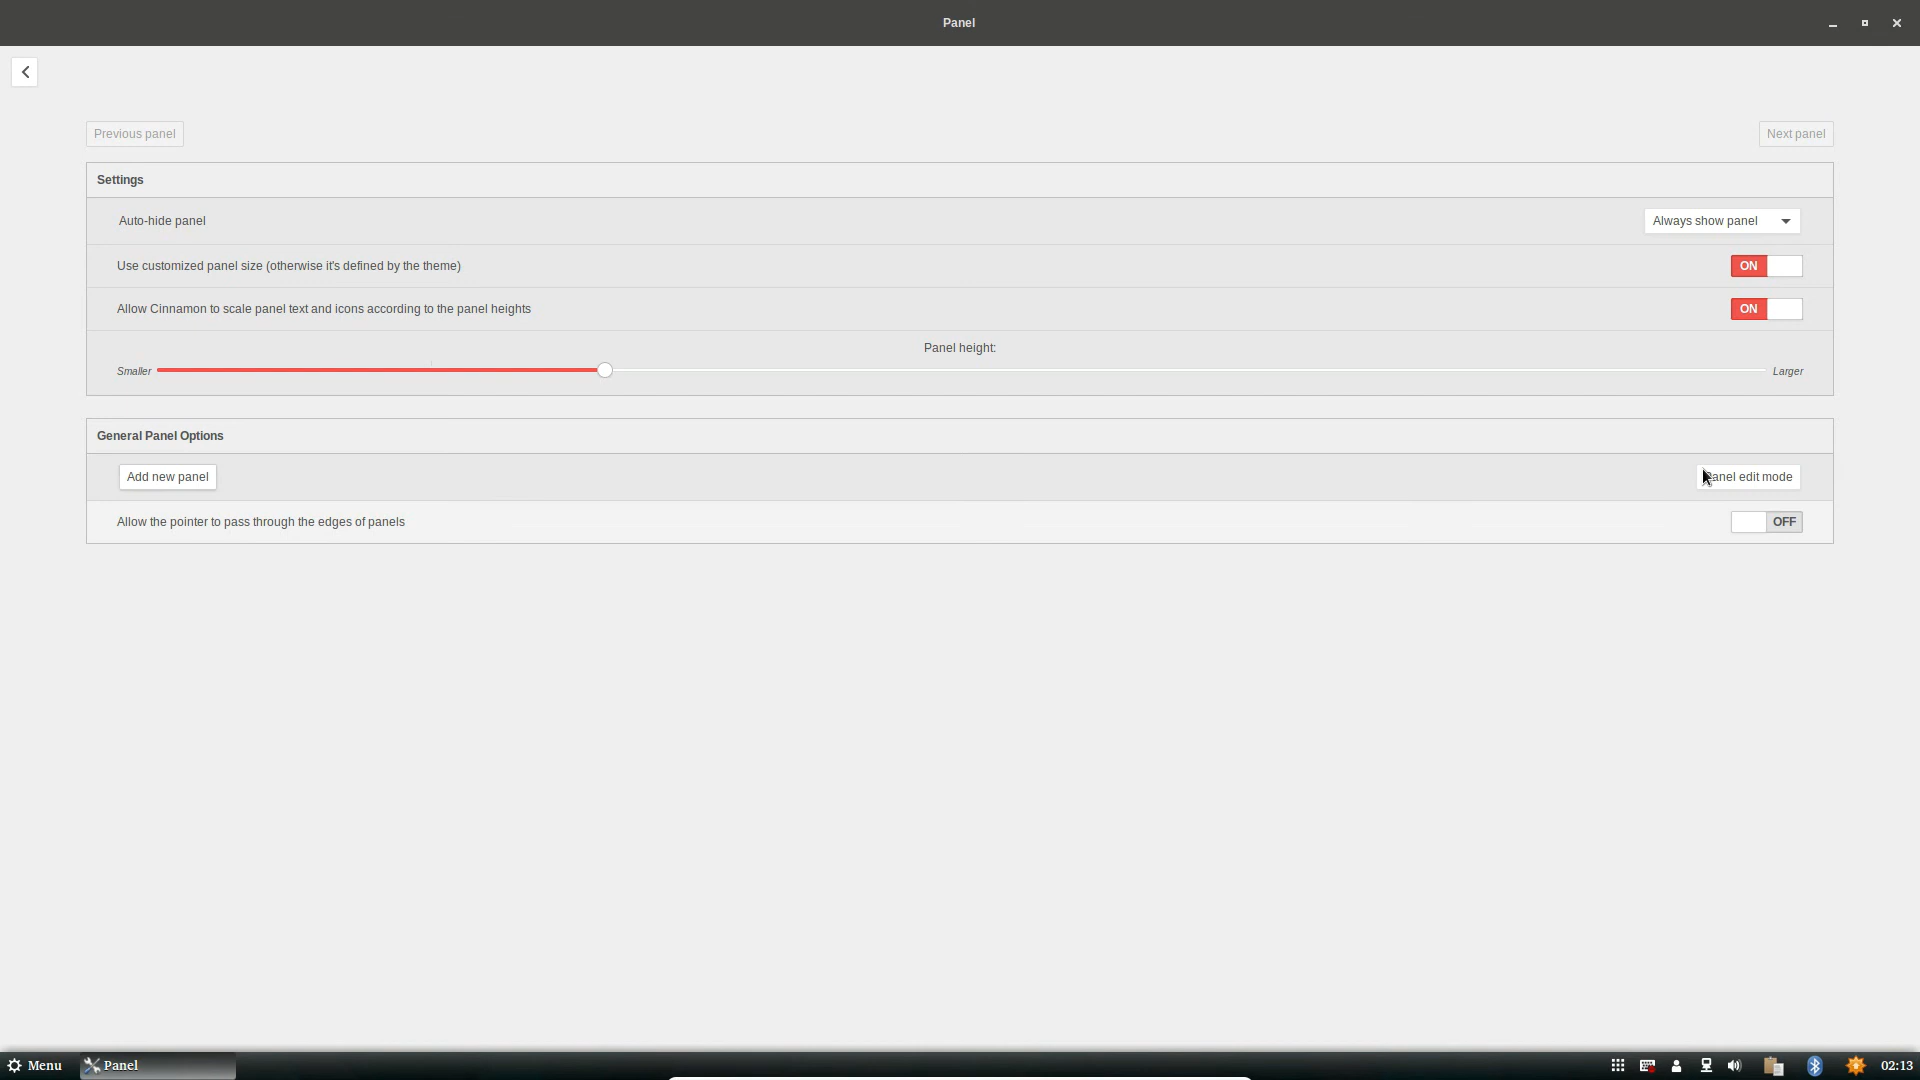 Panel
Previous panel
Next panel
Settings
Auto-hide panel
Always show panel
Use customized panel size (otherwise it's defined by the theme)
ON
Allow Cinnamon to scale panel text and icons according to the panel heights
ON
Panel height:
Smaller
Larger
General Panel Options
Add new panel
Panel edit mode
Allow the pointer to pass through the edges of panels
OFF
Menu
Panel
02:13